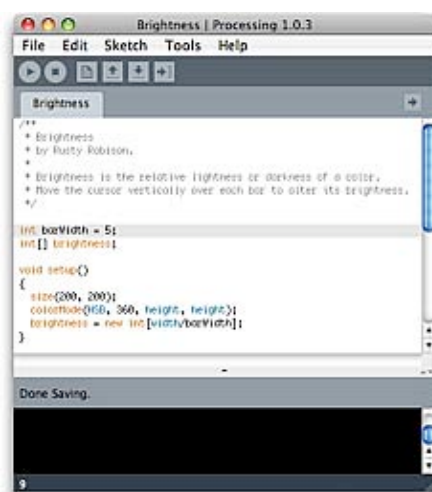 Brightness | Processing 1.0.3
File Edit Sketch Tools Help
Brightness
/**
* Brightness
* by Rusty Robison.
*
* Brightness is the relative lightness or darkness of a color.
* Move the cursor vertically over each bar to alter its brightness.
*/
int barWidth = 5;
int[] brightness;
void setup()
{
size(200, 200);
colorMode(HSB, 360, height, height);
brightness = new int[width/barWidth];
}
Done Saving.
9